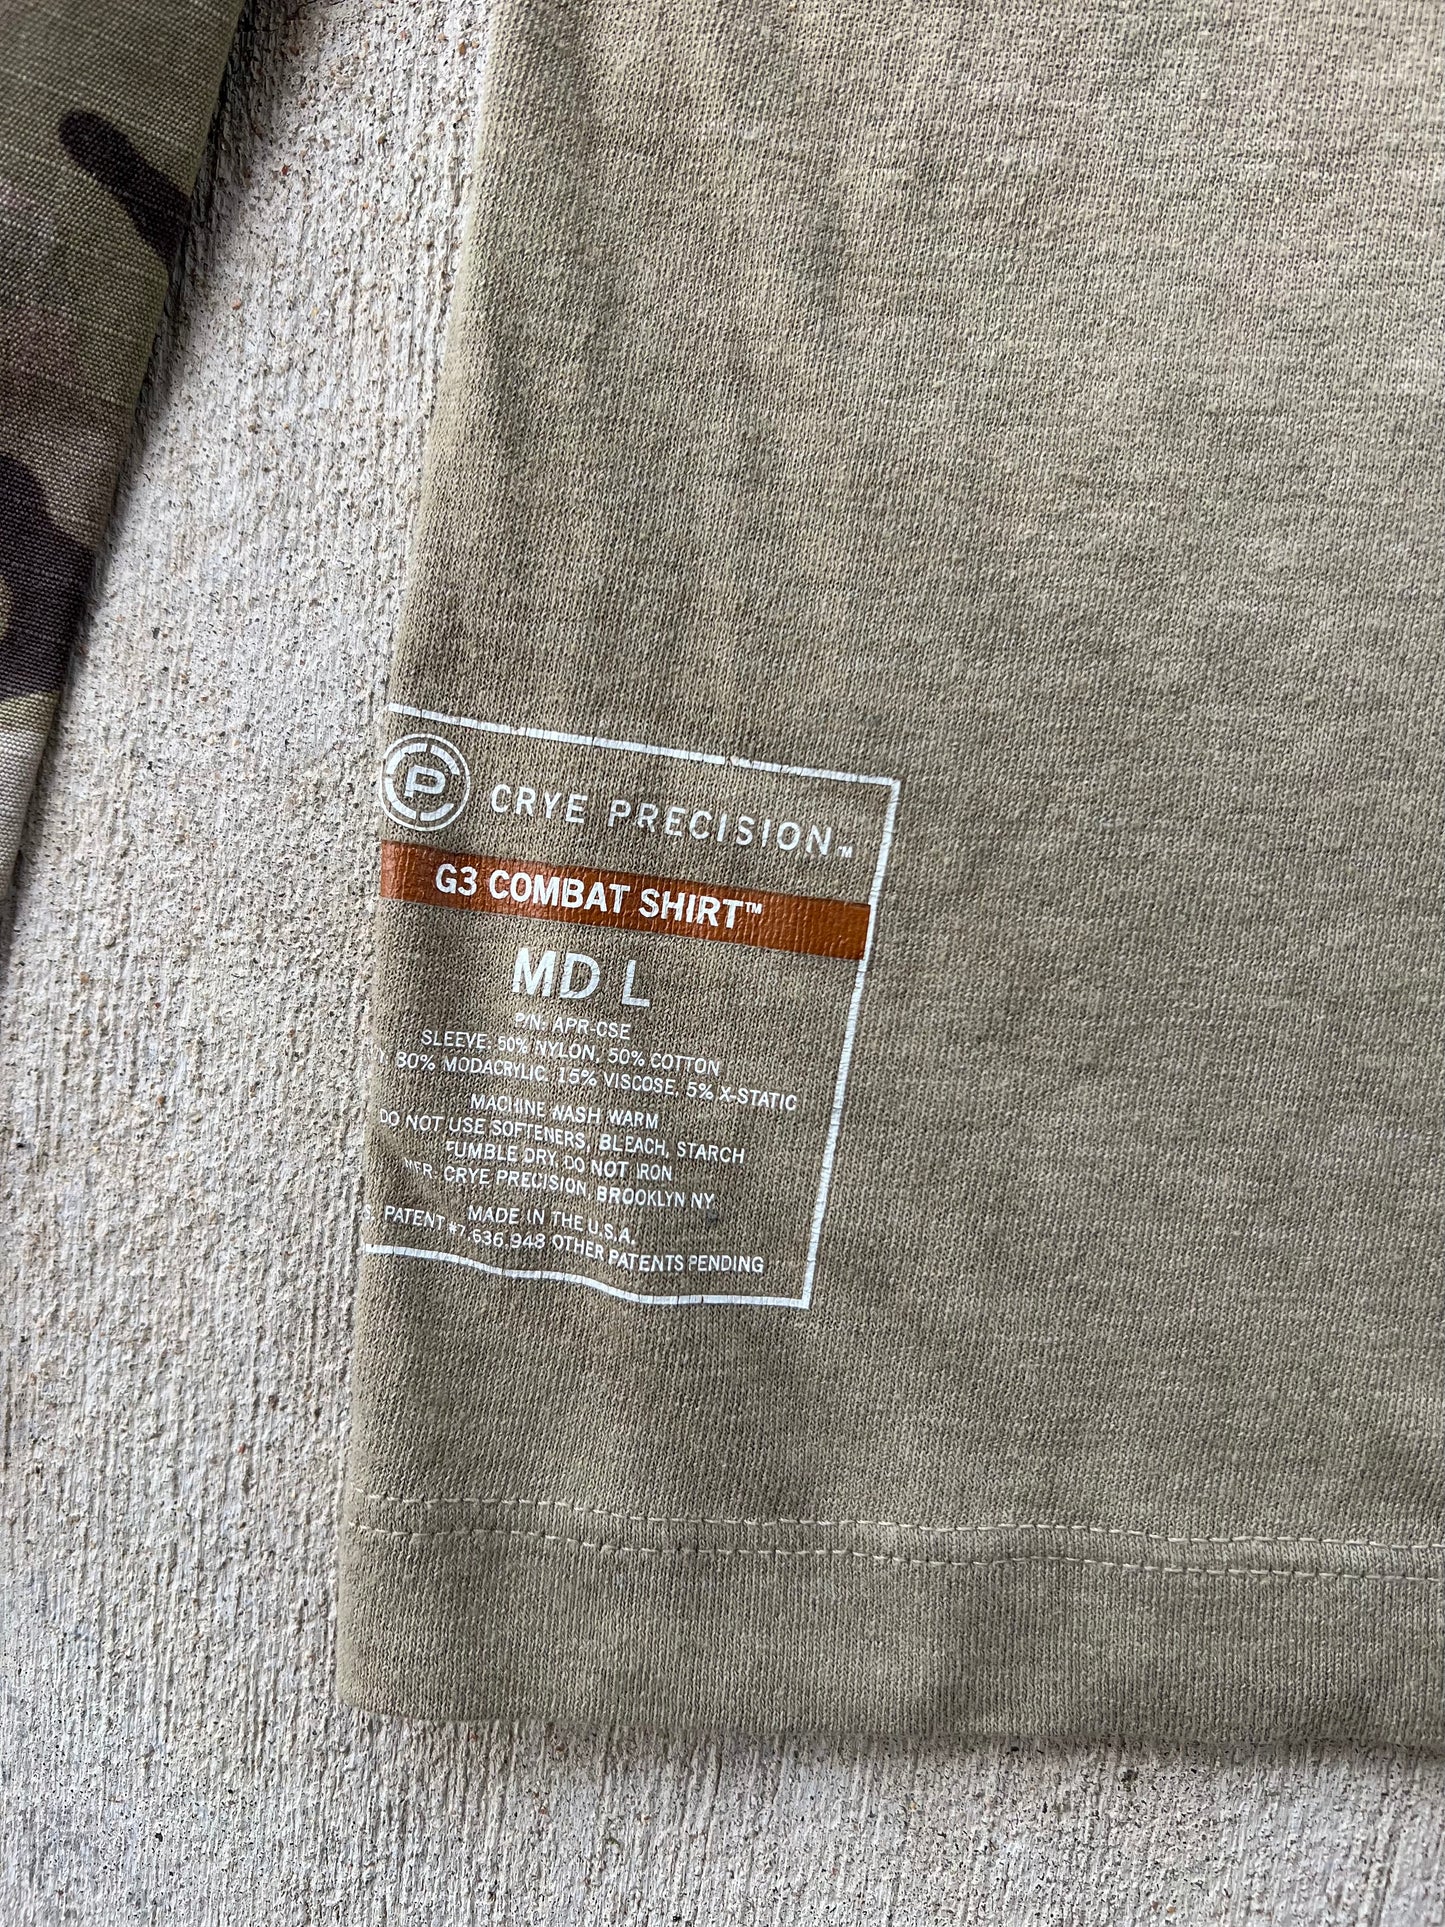 P
CRYE PRECISION™
G3 COMBAT SHIRT™
MD L
P/N: APR-CSE
SLEEVE: 50% NYLON, 50% COTTON
80% MODACRYLIC, 15% VISCOSE, 5% X-STATIC
MACHINE WASH WARM
DO NOT USE SOFTENERS, BLEACH, STARCH
TUMBLE DRY, DO NOT IRON
MFR: CRYE PRECISION, BROOKLYN NY
MADE IN THE U.S.A.
PATENT #7,636,948 OTHER PATENTS PENDING